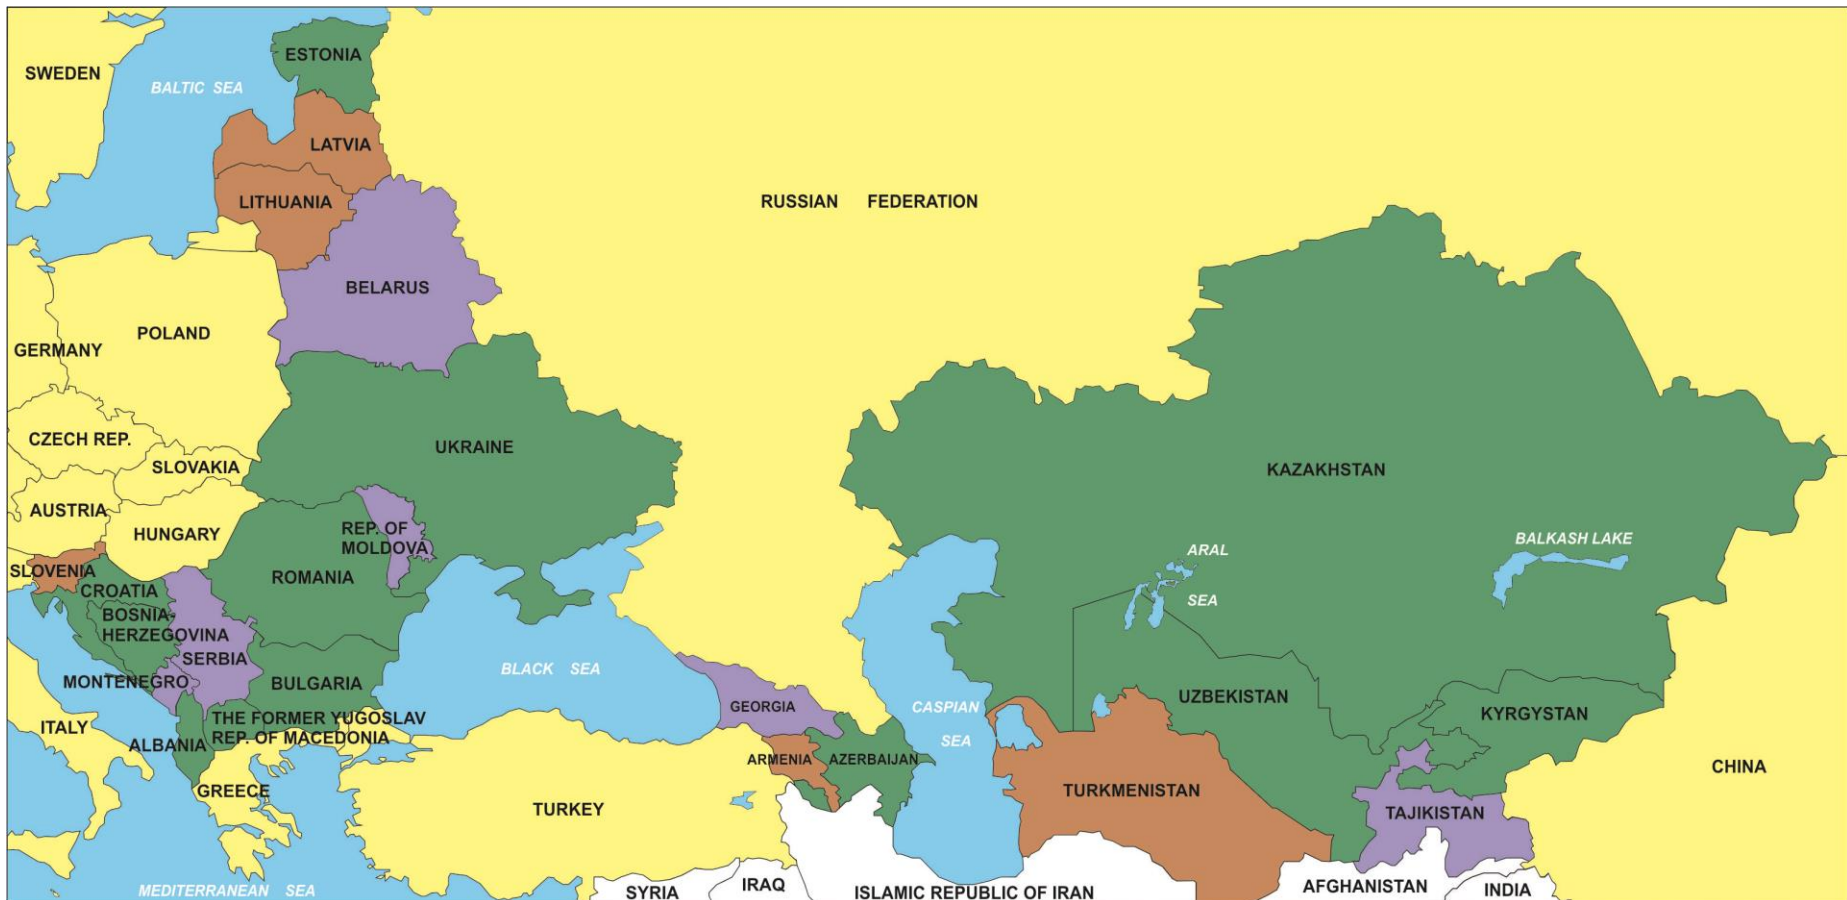 ESTONIA
SWEDEN
BALTIC SEA
LATVIA
LITHUANIA
RUSSIAN FEDERATION
BELARUS
POLAND
GERMANY
CZECH REP.
UKRAINE
SLOVAKIA
KAZAKHSTAN
AUSTRIA
HUNGARY
REP. OF
MOLDOVA
BALKASH LAKE
ARAL
SEA
SLOVENIA
ROMANIA
CROATIA
BOSNIA-
HERZEGOVINA
SERBIA
BLACK SEA
MONTENEGRO
BULGARIA
UZBEKISTAN
GEORGIA
CASPIAN
SEA
KYRGYSTAN
THE FORMER YUGOSLAV
REP. OF MACEDONIA
ITALY
ALBANIA
ARMENIA
AZERBAIJAN
CHINA
GREECE
TURKMENISTAN
TURKEY
TAJIKISTAN
MEDITERRANEAN SEA
SYRIA
IRAQ
ISLAMIC REPUBLIC OF IRAN
AFGHANISTAN
INDIA